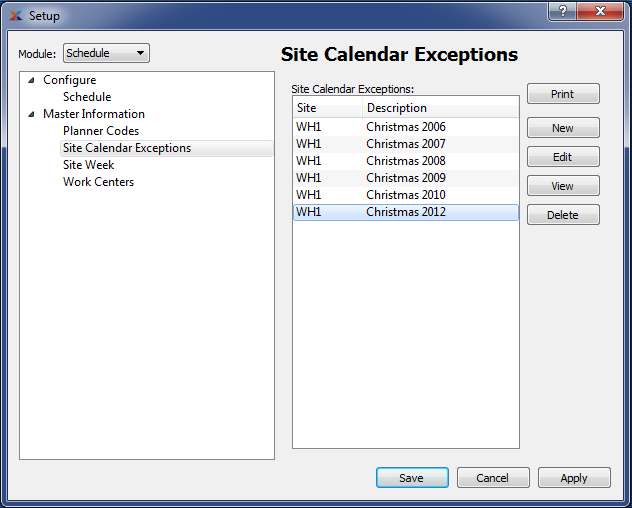 Setup
?
Module: Schedule
Site Calendar Exceptions
Configure
Schedule
Master Information
Planner Codes
Site Calendar Exceptions
Site Week
Work Centers
Site Calendar Exceptions:
Site Description
WH1 Christmas 2006
WH1 Christmas 2007
WH1 Christmas 2008
WH1 Christmas 2009
WH1 Christmas 2010
WH1 Christmas 2012
Print
New
Edit
View
Delete
Save Cancel Apply